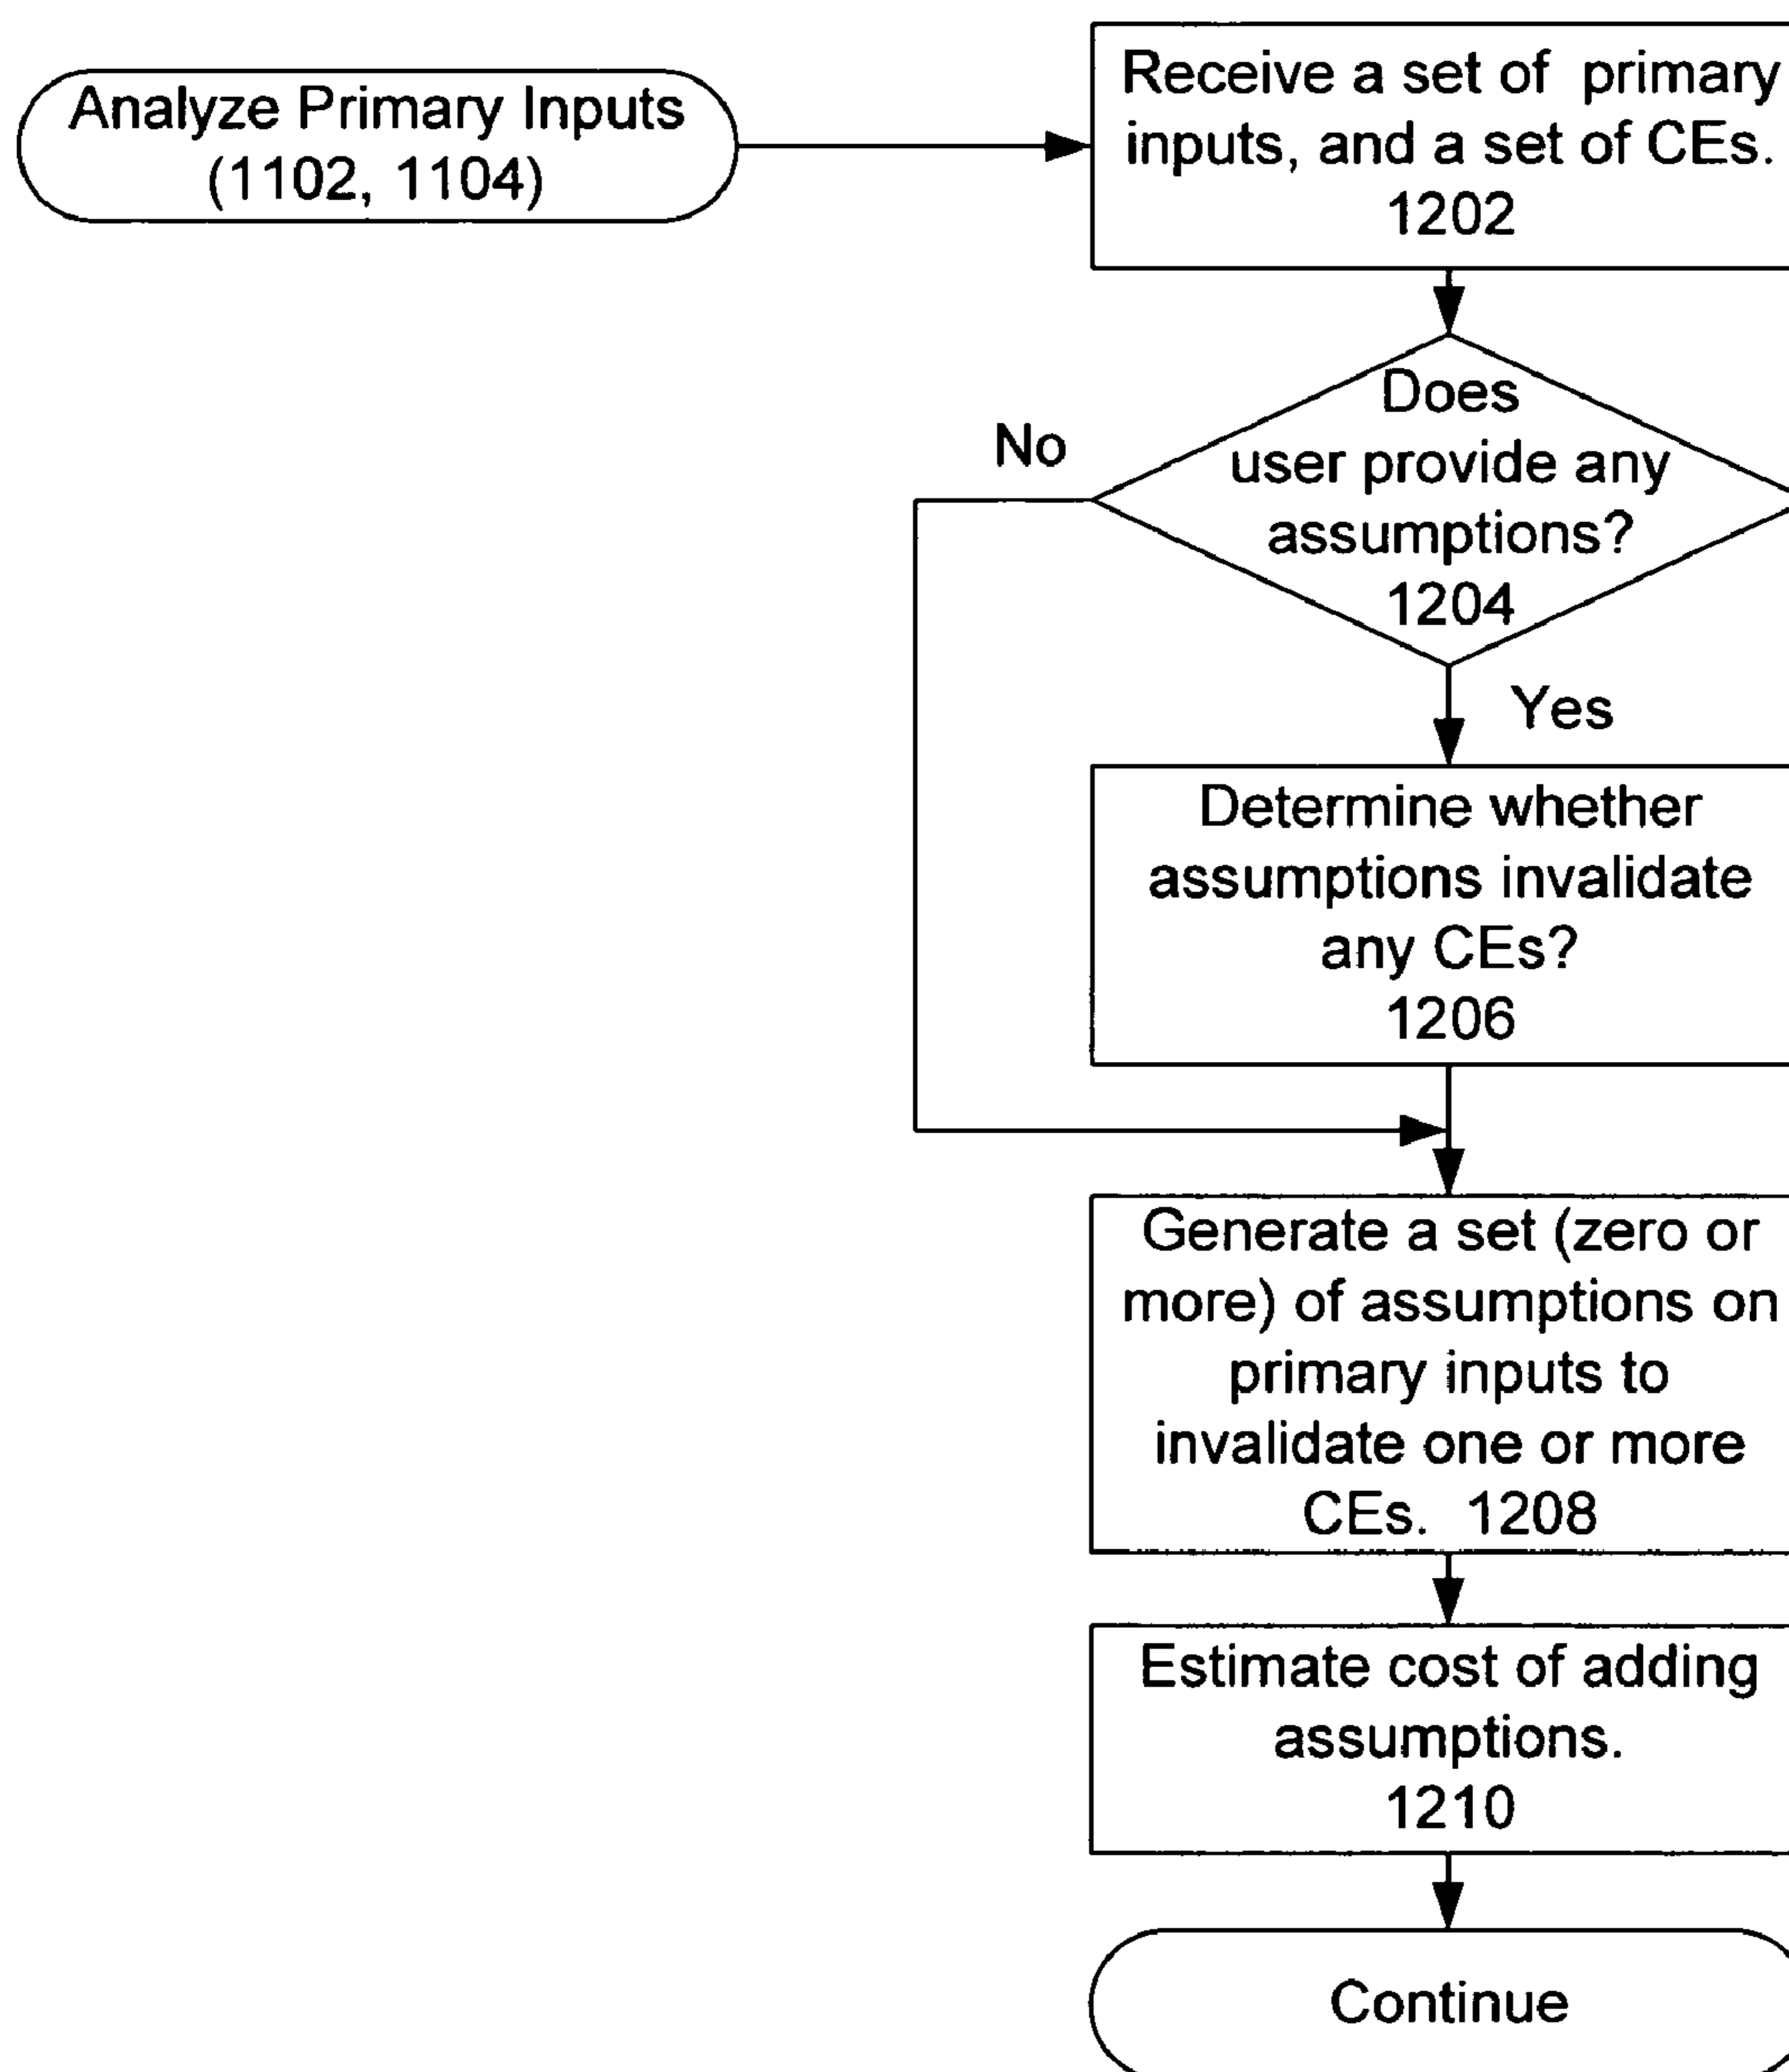 Analyze Primary Inputs
(1102, 1104)
Receive a set of primary
inputs, and a set of CEs.
1202
Does
user provide any
assumptions?
1204
No
Yes
Determine whether
assumptions invalidate
any CEs?
1206
Generate a set (zero or
more) of assumptions on
primary inputs to
invalidate one or more
CEs. 1208
Estimate cost of adding
assumptions.
1210
Continue